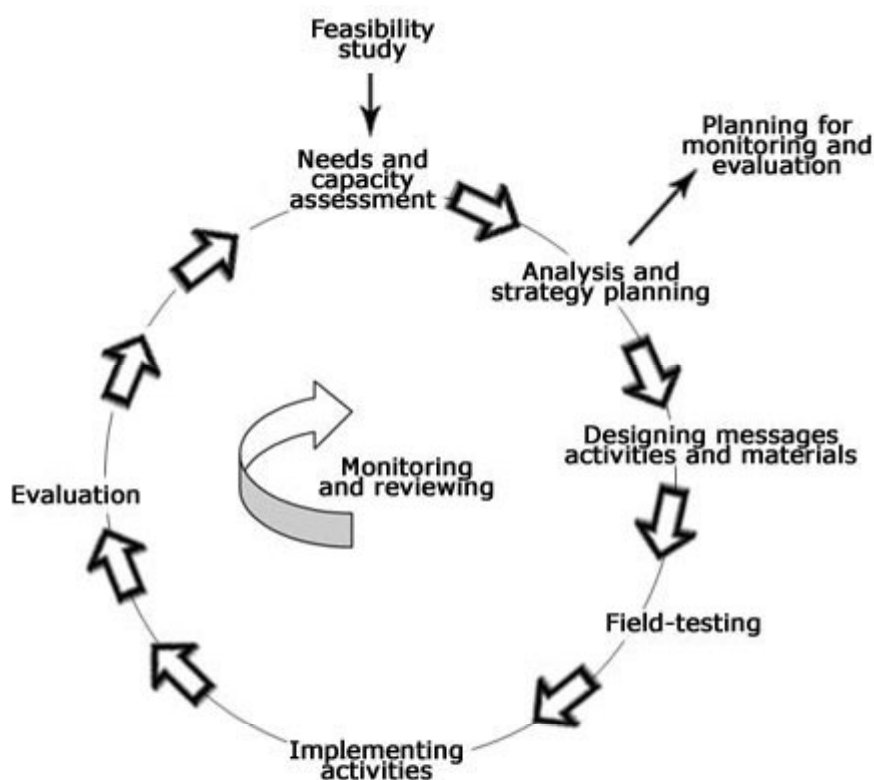 Feasibility
study
Needs and
capacity
assessment
Planning for
monitoring and
evaluation
Analysis and
strategy planning
Designing messages
activities and materials
Monitoring
and reviewing
Evaluation
Field-testing
Implementing
activities